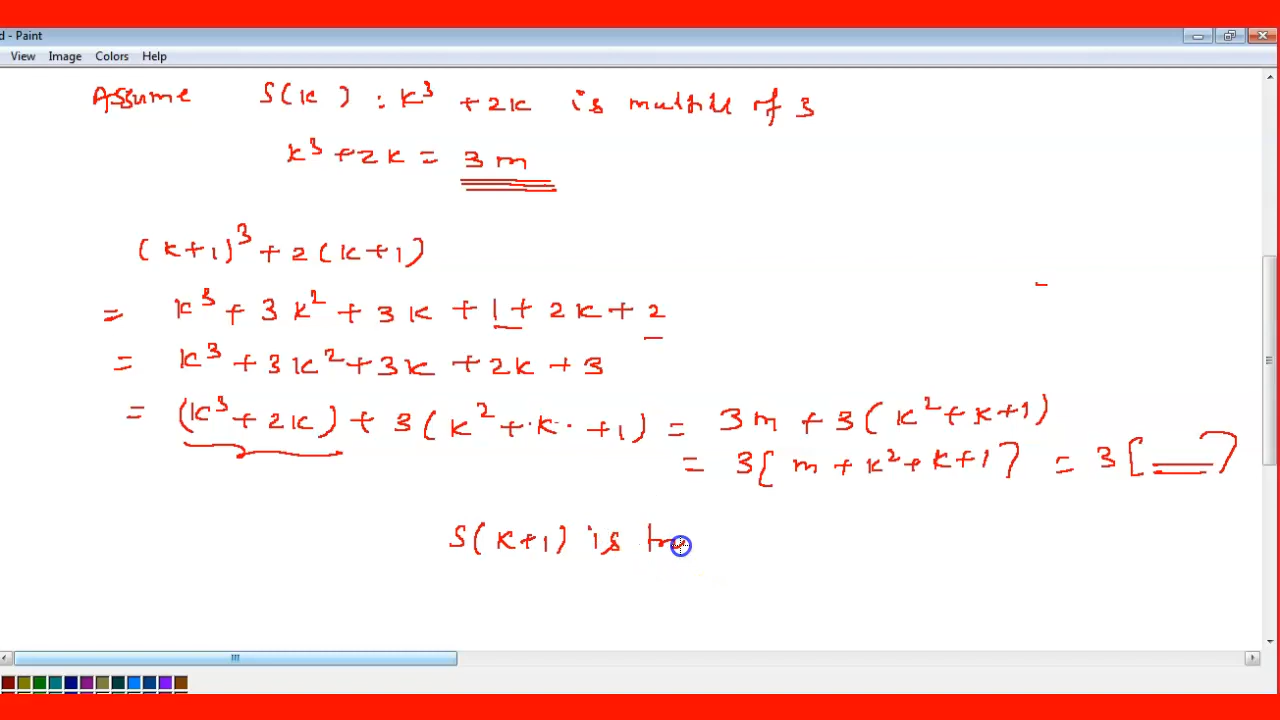 d - Paint
View Image Colors Help
Assume S(k) : k³ + 2k is multiple of 3
k³ + 2k = 3m
(k+1)³ + 2(k+1)
= k³ + 3k² + 3k + 1 + 2k + 2
= k³ + 3k² + 3k + 2k + 3
= (k³ + 2k) + 3(k² + k + 1) = 3m + 3(k² + k + 1)
= 3[m + k² + k + 1] = 3[___]
S(k+1) is tru